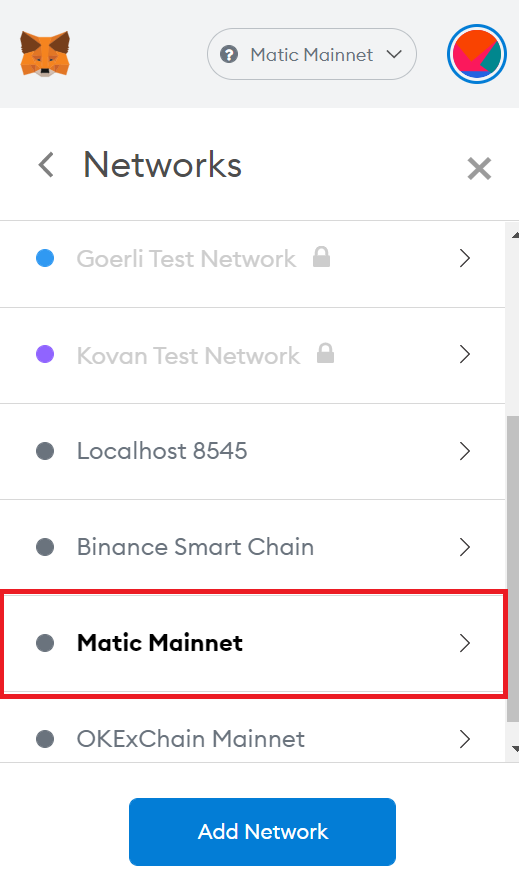 Matic Mainnet
Networks
Goerli Test Network
Kovan Test Network
Localhost 8545
Binance Smart Chain
Matic Mainnet
OKExChain Mainnet
Add Network